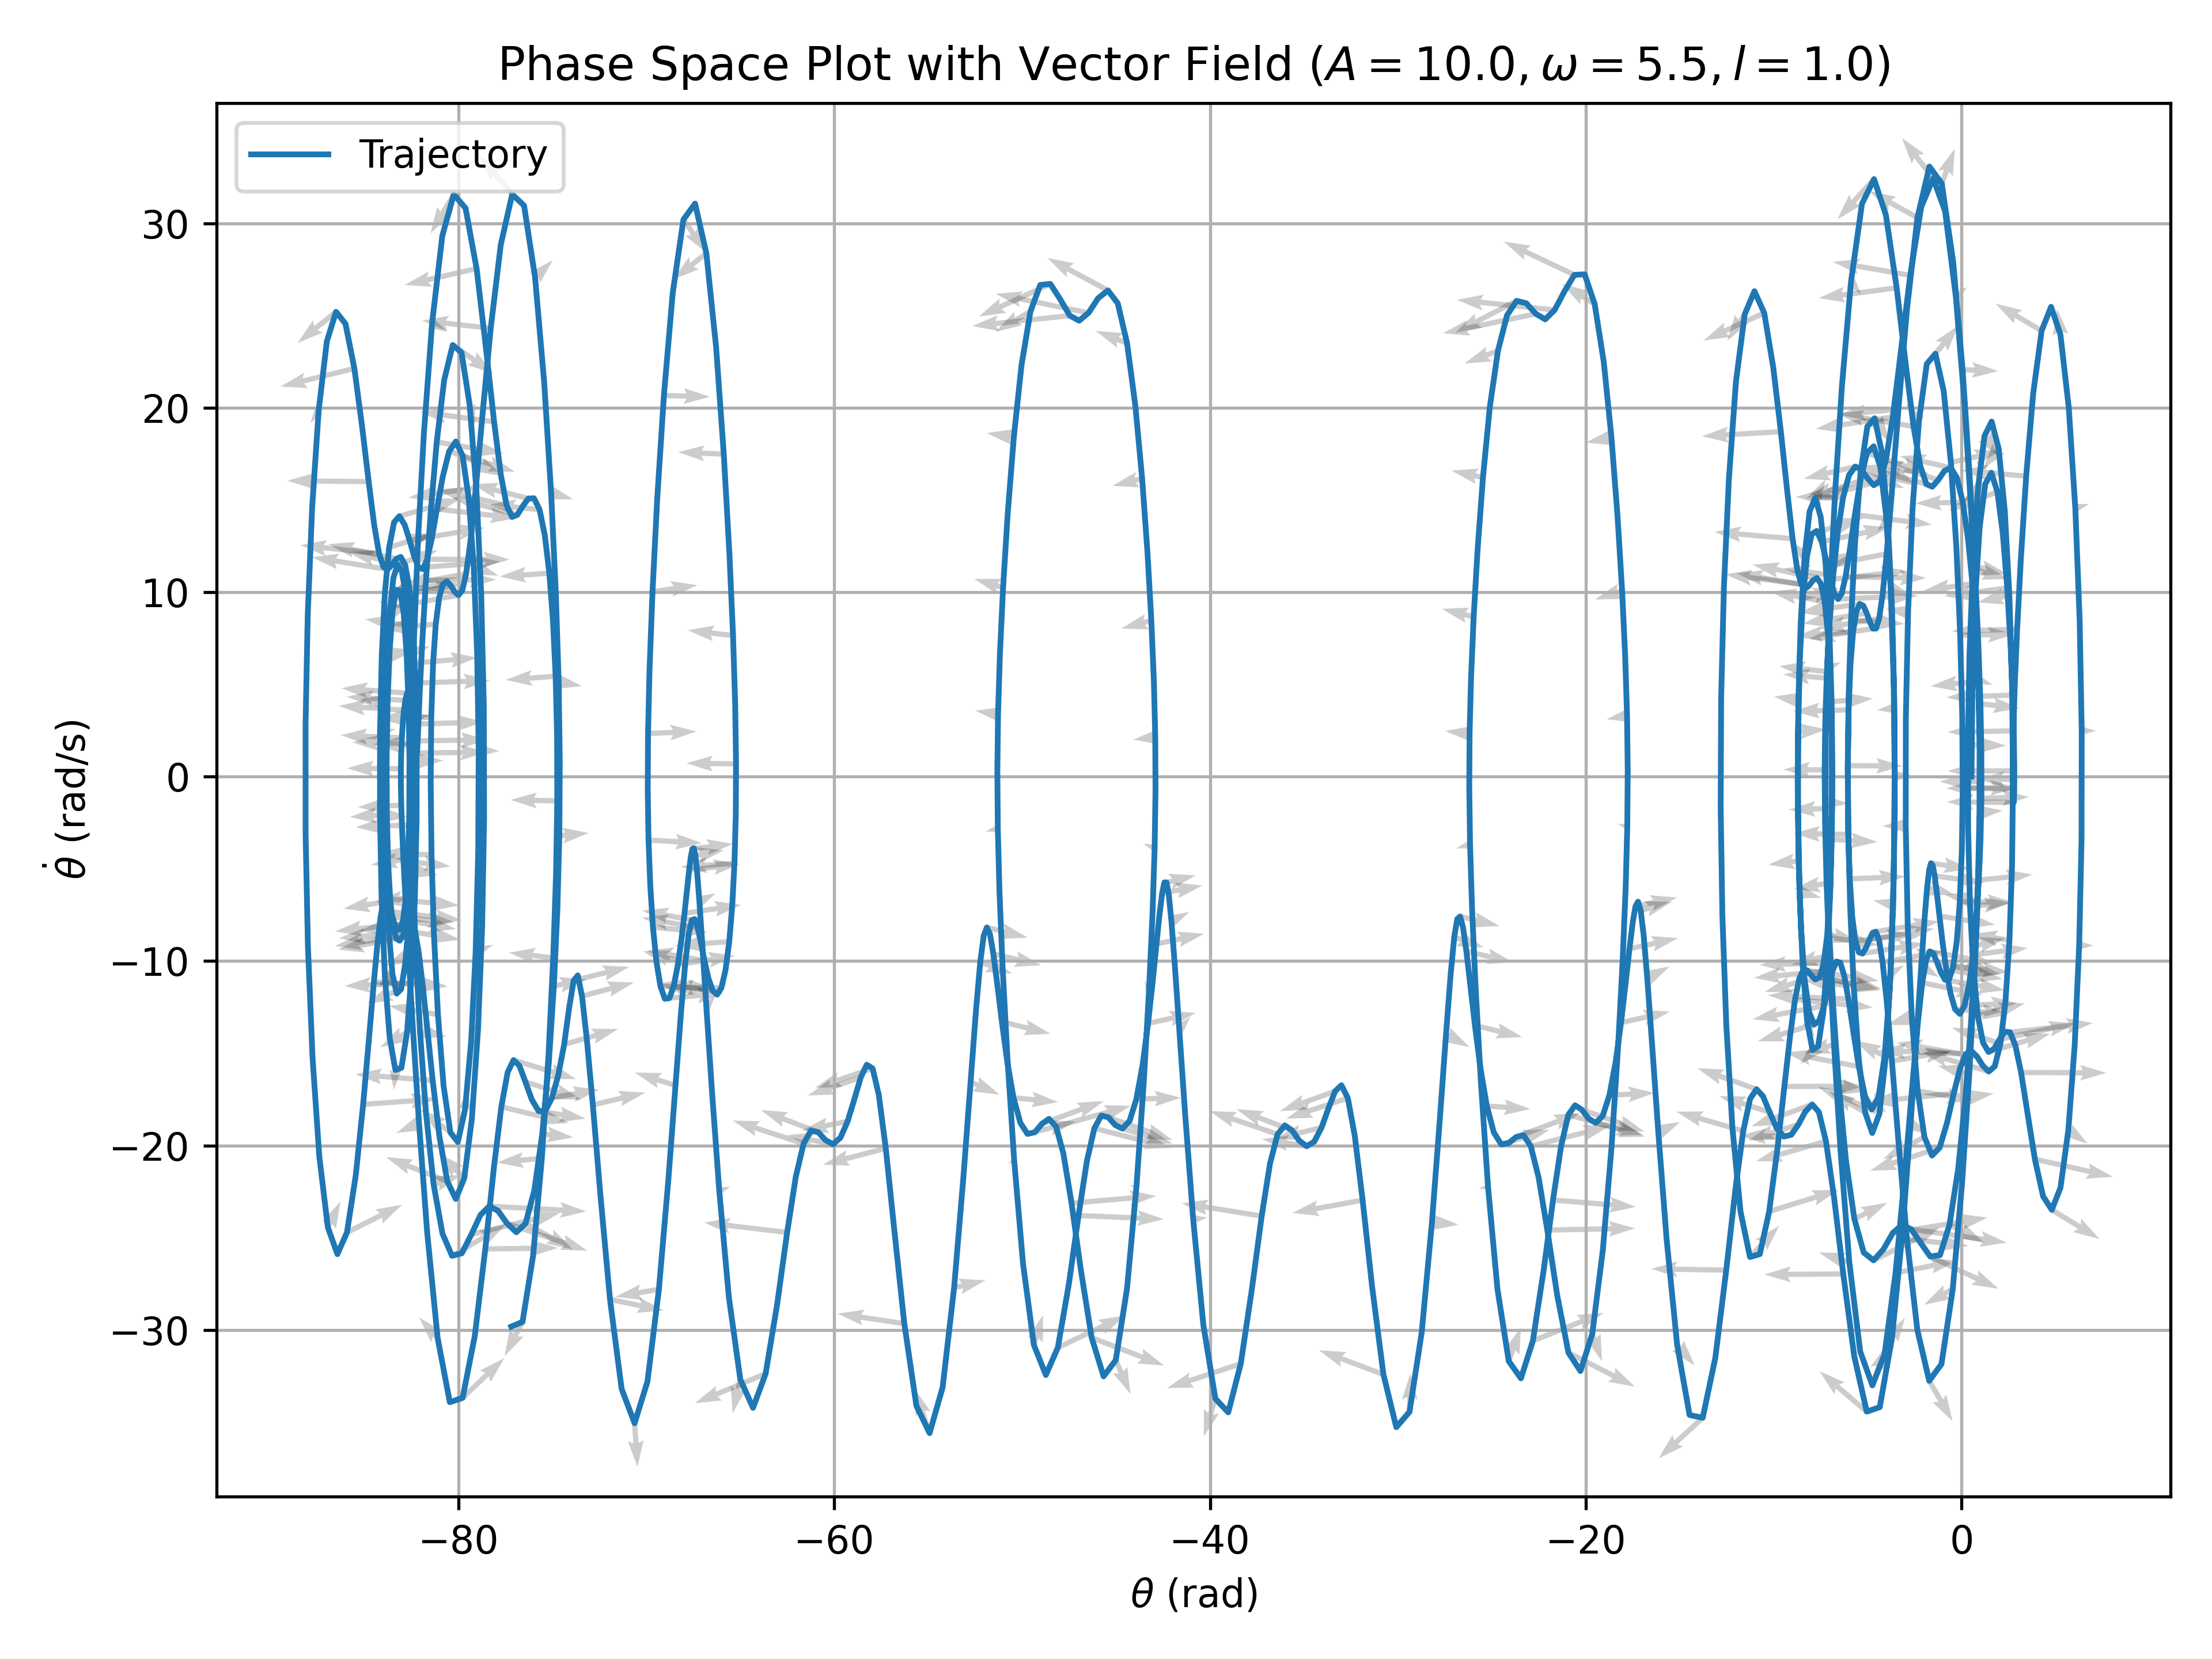 Phase Space Plot with Vector Field (A = 10.0, ω = 5.5, l = 1.0)
Trajectory
30
20
10
0
−10
−20
−30
θ̇ (rad/s)
−80 −60 −40 −20 0
θ (rad)